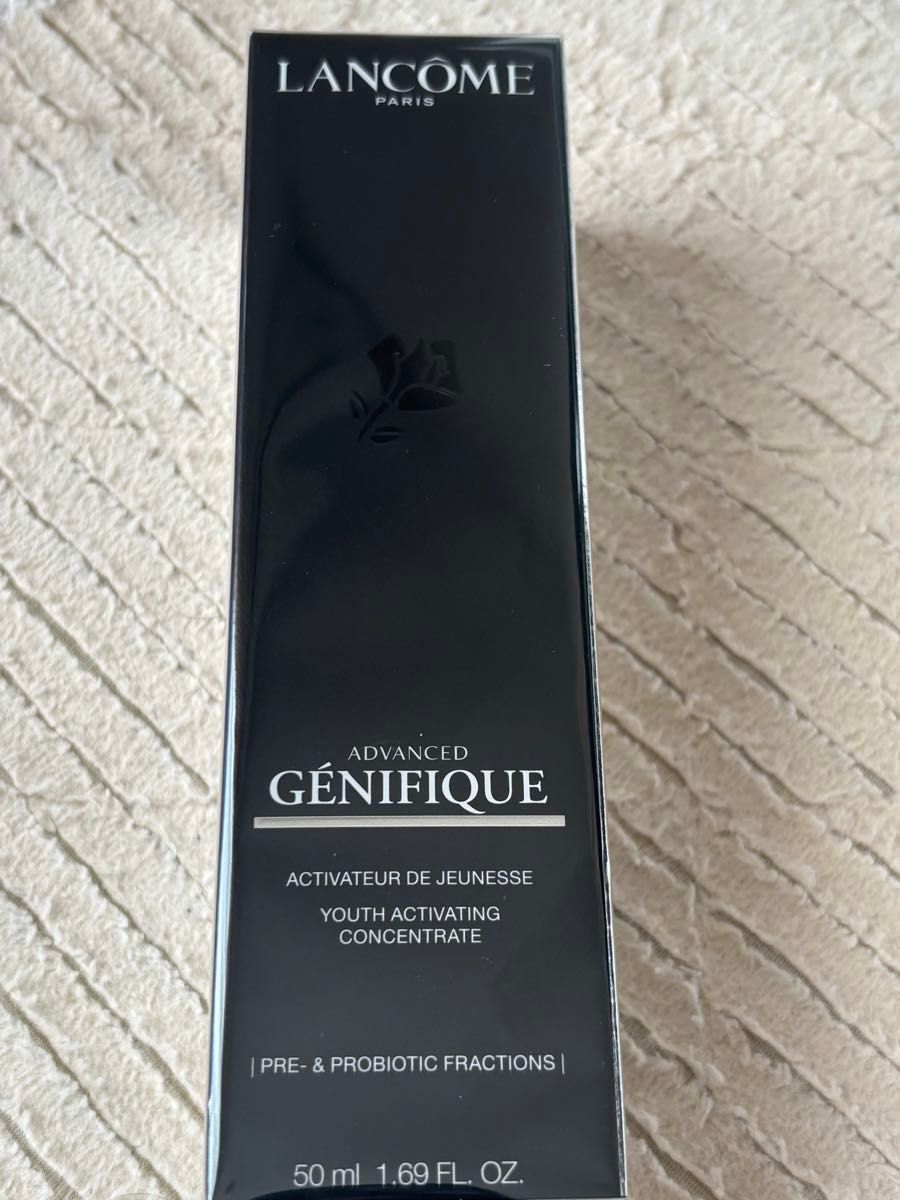 LANCÔME
PARIS
ADVANCED
GÉNIFIQUE
ACTIVATEUR DE JEUNESSE
YOUTH ACTIVATING
CONCENTRATE
| PRE- & PROBIOTIC FRACTIONS |
50 ml 1.69 FL. OZ.